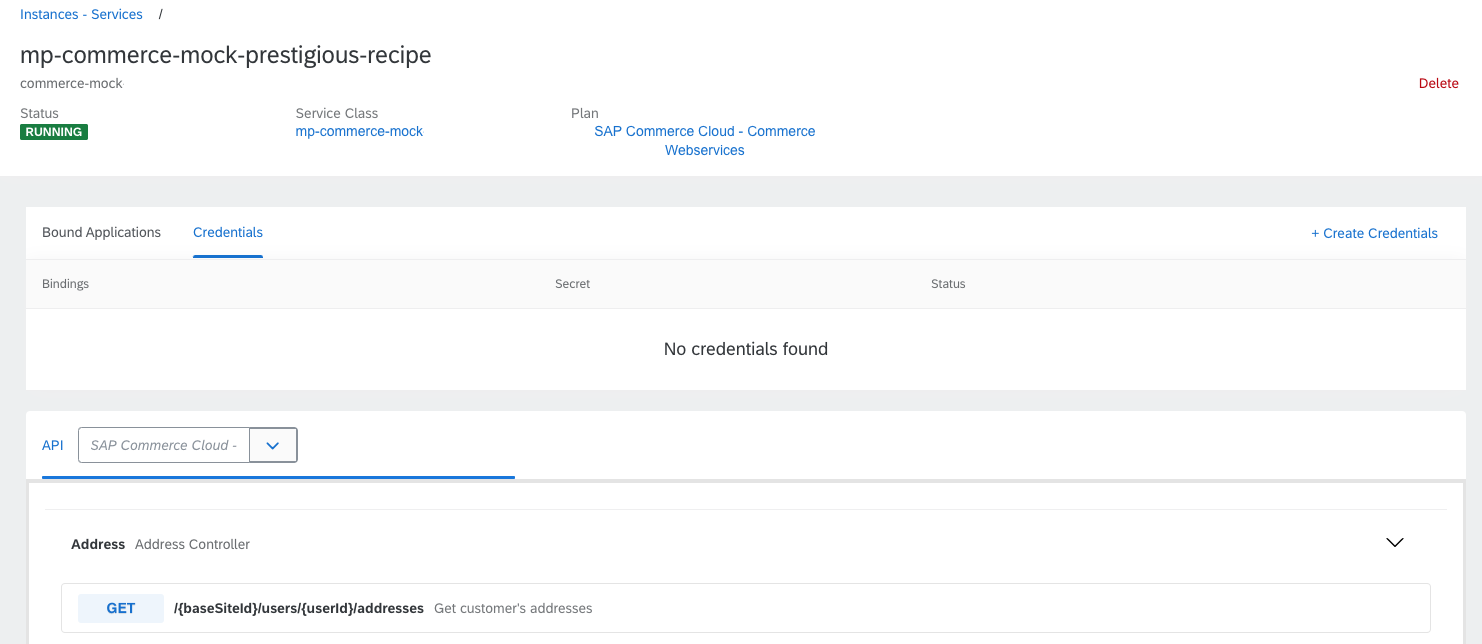 Instances - Services /
mp-commerce-mock-prestigious-recipe
commerce-mock
Delete
Status Service Class Plan
RUNNING mp-commerce-mock SAP Commerce Cloud - Commerce
Webservices
Bound Applications Credentials + Create Credentials
Bindings Secret Status
No credentials found
API SAP Commerce Cloud -
Address Address Controller
GET /{baseSiteId}/users/{userId}/addresses Get customer's addresses